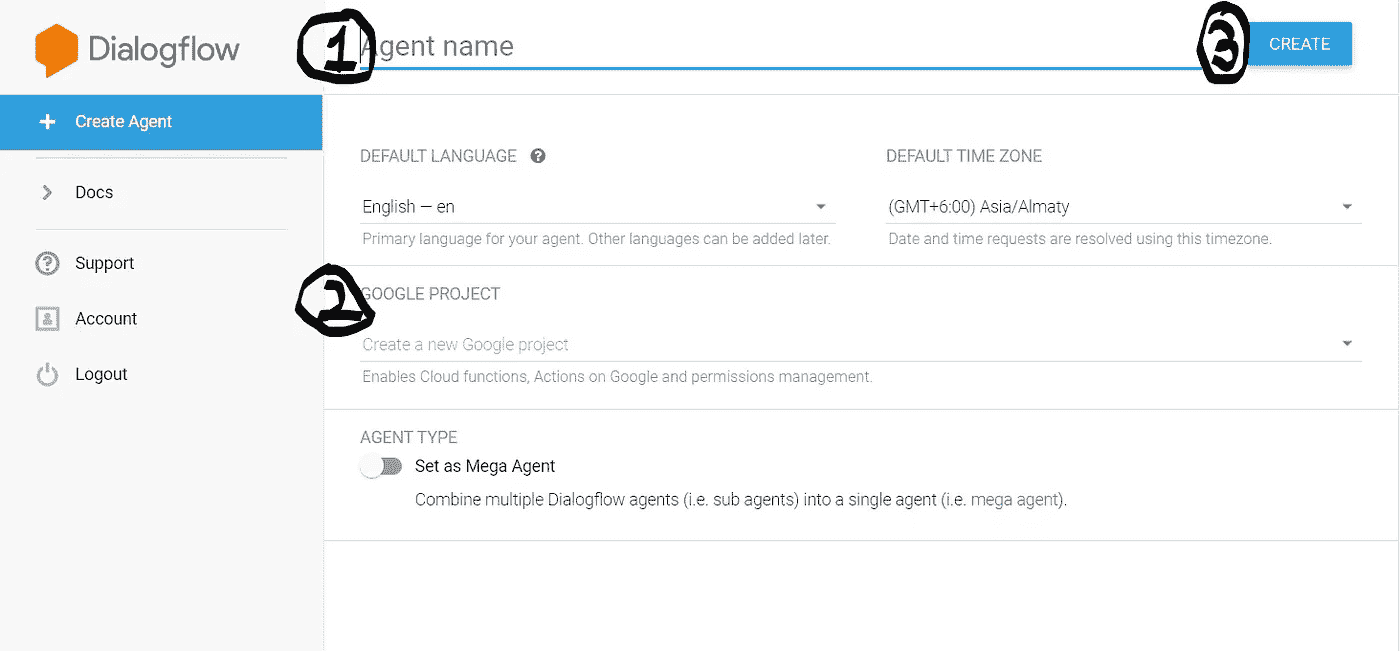 Dialogflow
1 Agent name
3 CREATE
Create Agent
Docs
Support
Account
Logout
DEFAULT LANGUAGE ?
English — en
Primary language for your agent. Other languages can be added later.
DEFAULT TIME ZONE
(GMT+6:00) Asia/Almaty
Date and time requests are resolved using this timezone.
2 GOOGLE PROJECT
Create a new Google project
Enables Cloud functions, Actions on Google and permissions management.
AGENT TYPE
Set as Mega Agent
Combine multiple Dialogflow agents (i.e. sub agents) into a single agent (i.e. mega agent).